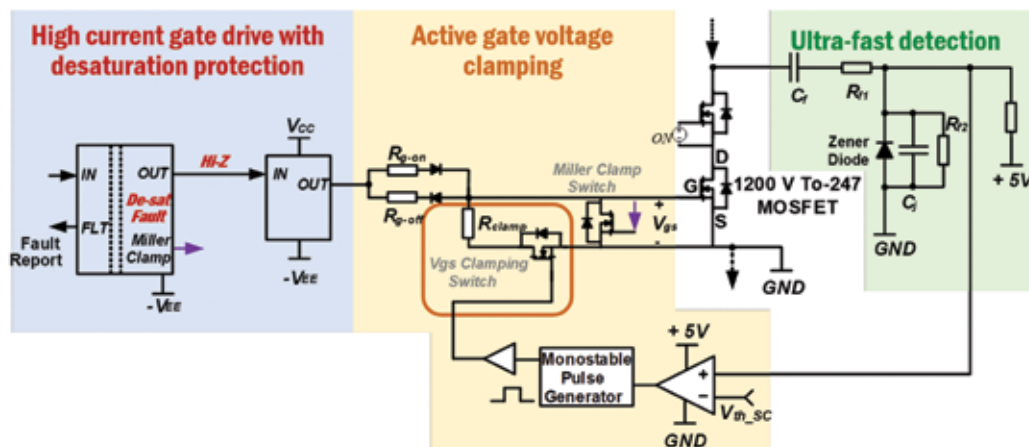 High current gate drive with
desaturation protection
Active gate voltage
clamping
Ultra-fast detection
IN
OUT
De-sat
Fault
FLT
Miller
Clamp
Fault
Report
-VEE
Hi-Z
VCC
IN
OUT
-VEE
Rg-on
Rg-off
Rclamp
Vgs Clamping
Switch
Miller Clamp
Switch
+
Vgs
-
ON
D
G
S
1200 V To-247
MOSFET
GND
Cf
Rf1
Zener
Diode
Rf2
Cj
GND
+ 5V
+ 5V
Monostable
Pulse
Generator
+
-
Vth_SC
GND